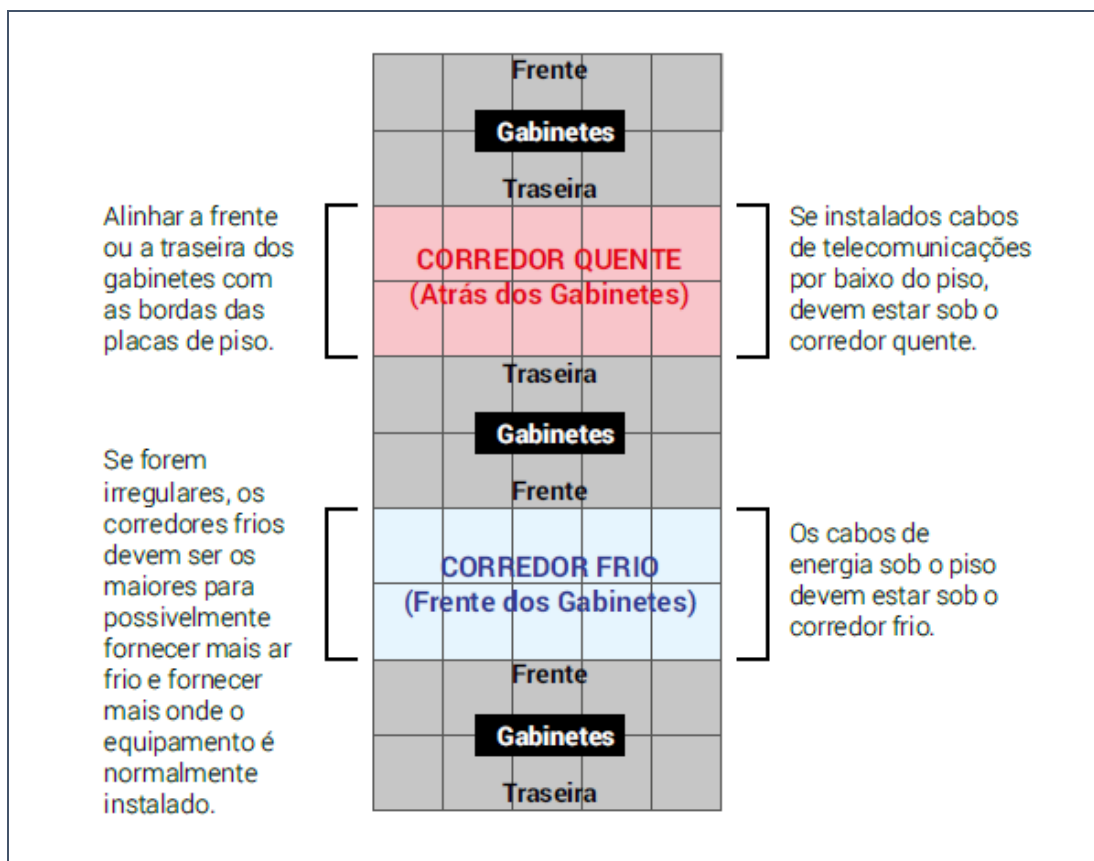 Frente
Gabinetes
Traseira
Alinhar a frente
ou a traseira dos
gabinetes com
as bordas das
placas de piso.
CORREDOR QUENTE
(Atrás dos Gabinetes)
Se instalados cabos
de telecomunicações
por baixo do piso,
devem estar sob o
corredor quente.
Traseira
Gabinetes
Frente
Se forem
irregulares, os
corredores frios
devem ser os
maiores para
possivelmente
fornecer mais ar
frio e fornecer
mais onde o
equipamento é
normalmente
instalado.
CORREDOR FRIO
(Frente dos Gabinetes)
Os cabos de
energia sob o piso
devem estar sob o
corredor frio.
Frente
Gabinetes
Traseira